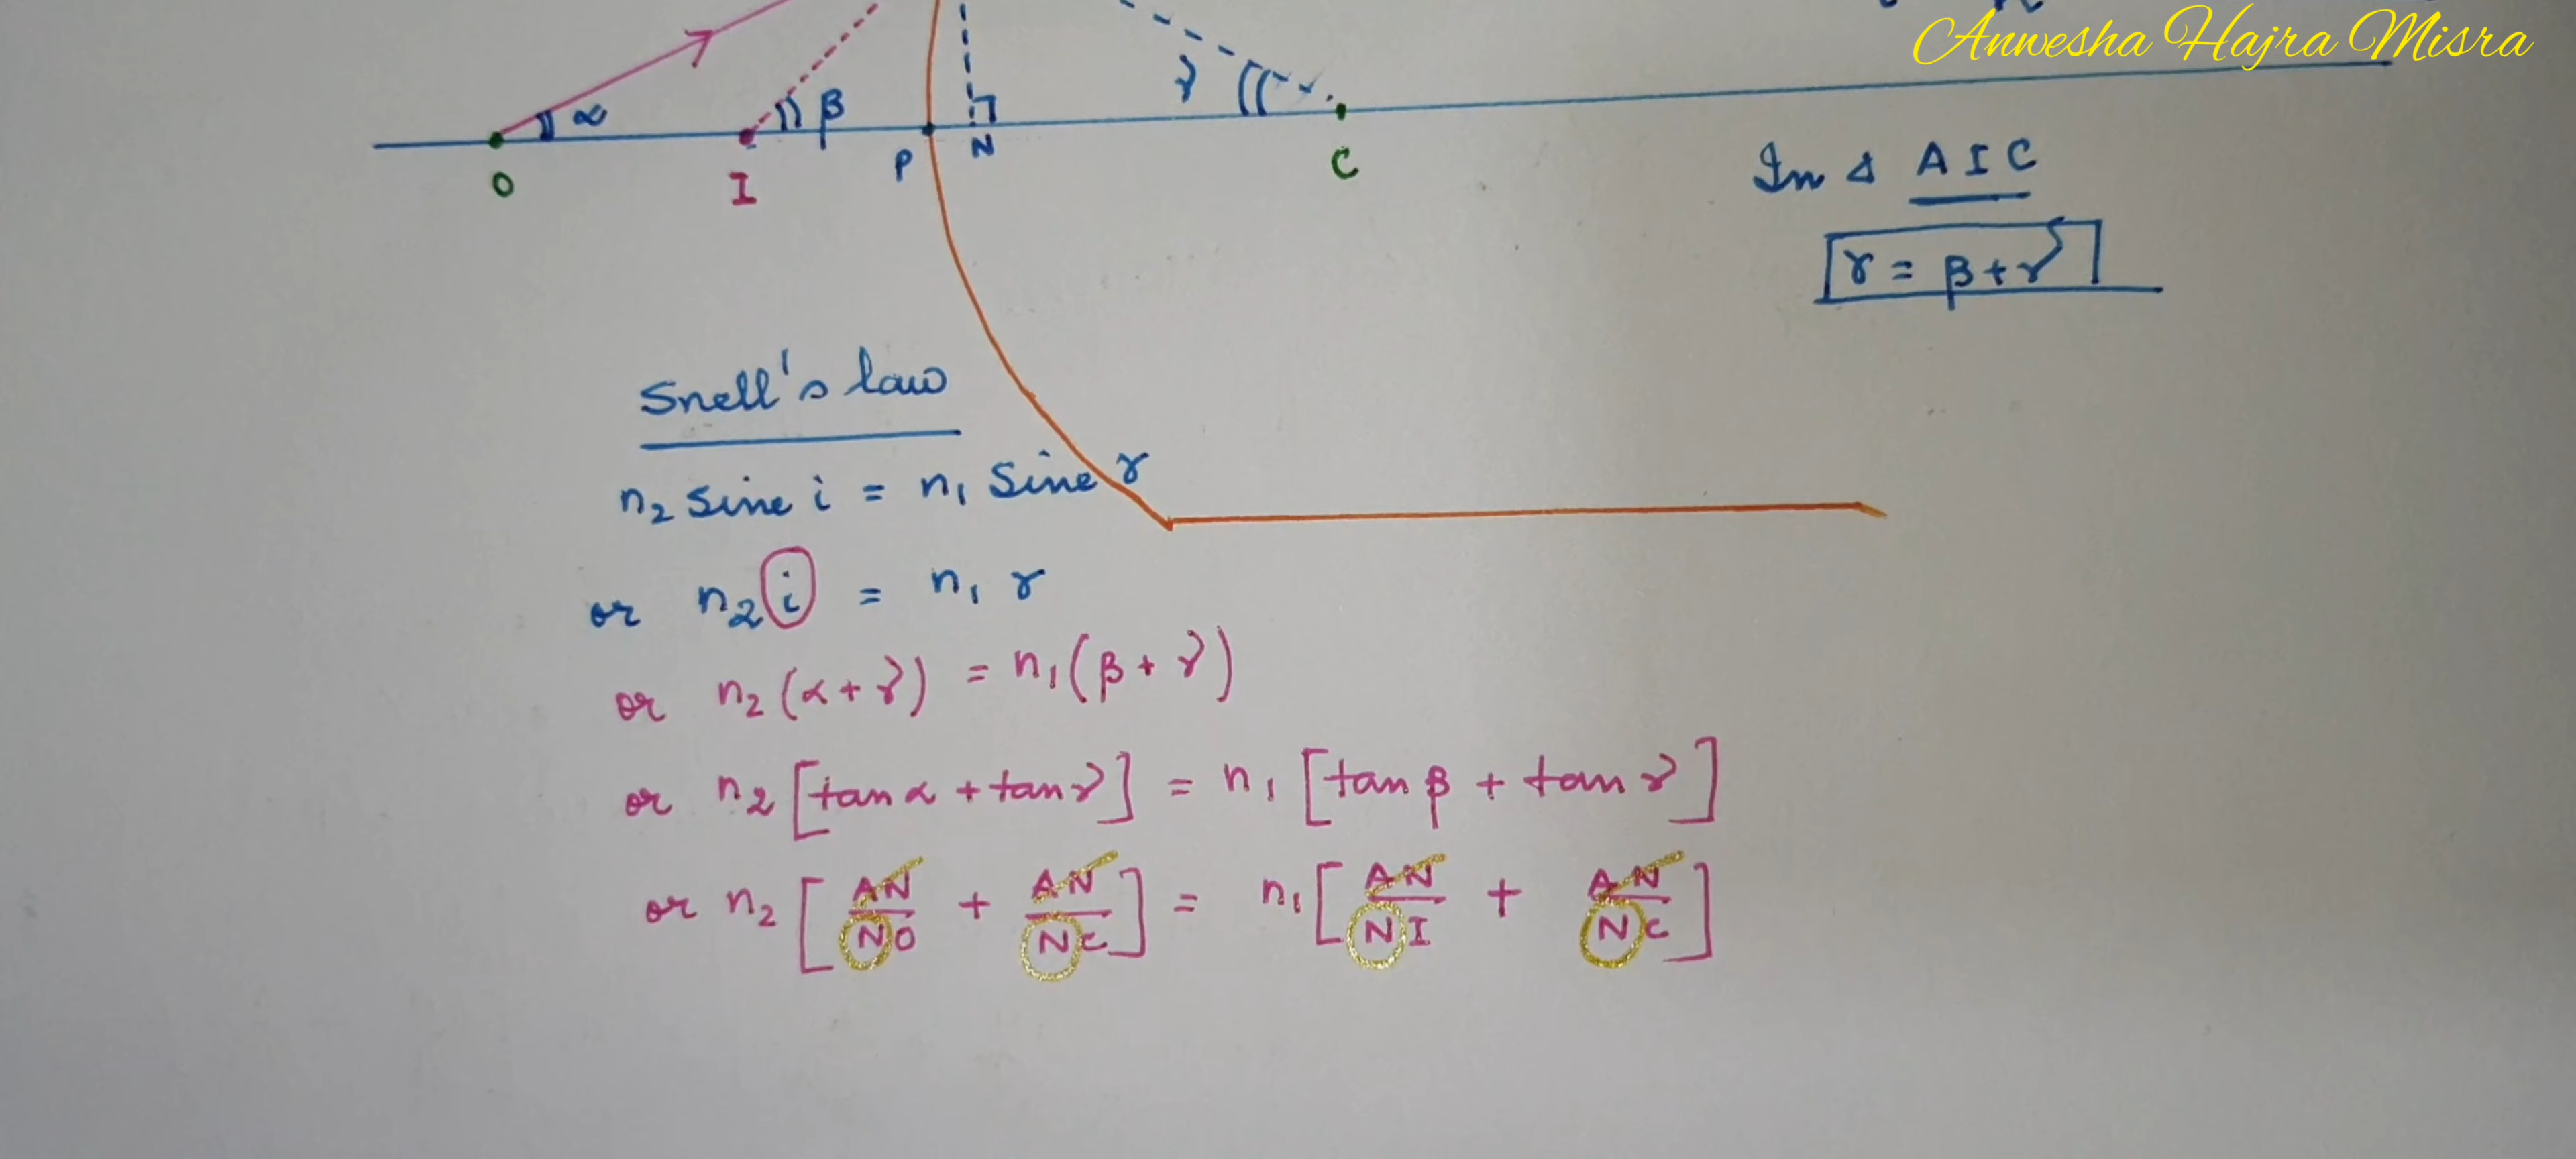 Anwesha Hajra Misra
α
β
γ
O
I
P
N
C
In Δ AIC
r = β + γ
Snell's law
n₂ sine i = n₁ sine r
or n₂ i = n₁ r
or n₂ (α + γ) = n₁ (β + γ)
or n₂ [tan α + tan γ] = n₁ [tan β + tan γ]
or n₂ [AN/NO + AN/NC] = n₁ [AN/NI + AN/NC]